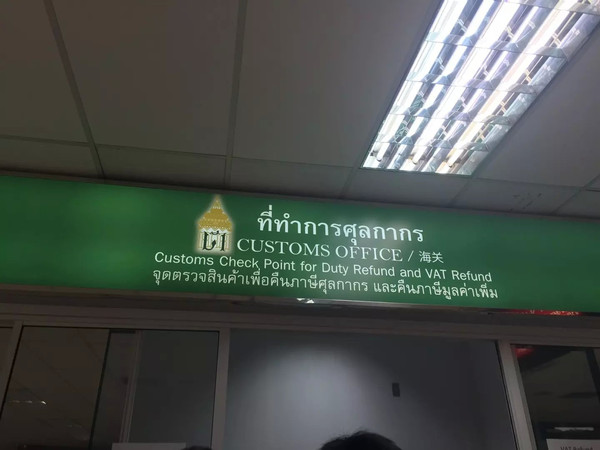 ที่ทำการศุลกากร
CUSTOMS OFFICE / 海关
Customs Check Point for Duty Refund and VAT Refund
จุดตรวจสินค้าเพื่อคืนภาษีศุลกากร และคืนภาษีมูลค่าเพิ่ม
VAT Refund